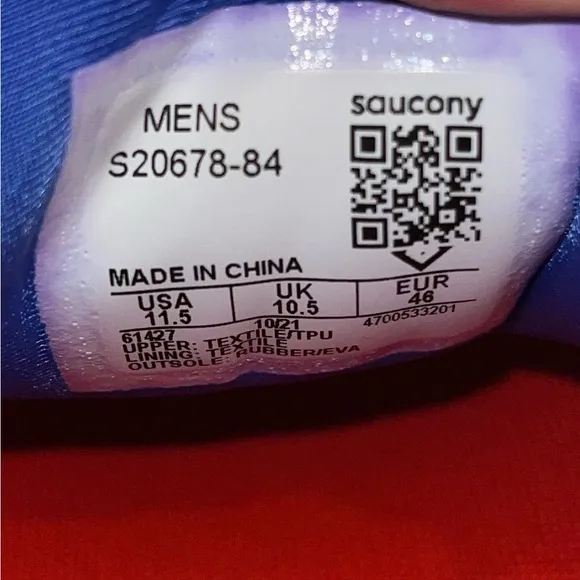 MENS
S20678-84
saucony
MADE IN CHINA
USA UK EUR
11.5 10.5 46
61427 10/21 4700533201
UPPER: TEXTILE/TPU
LINING: TEXTILE
OUTSOLE: RUBBER/EVA